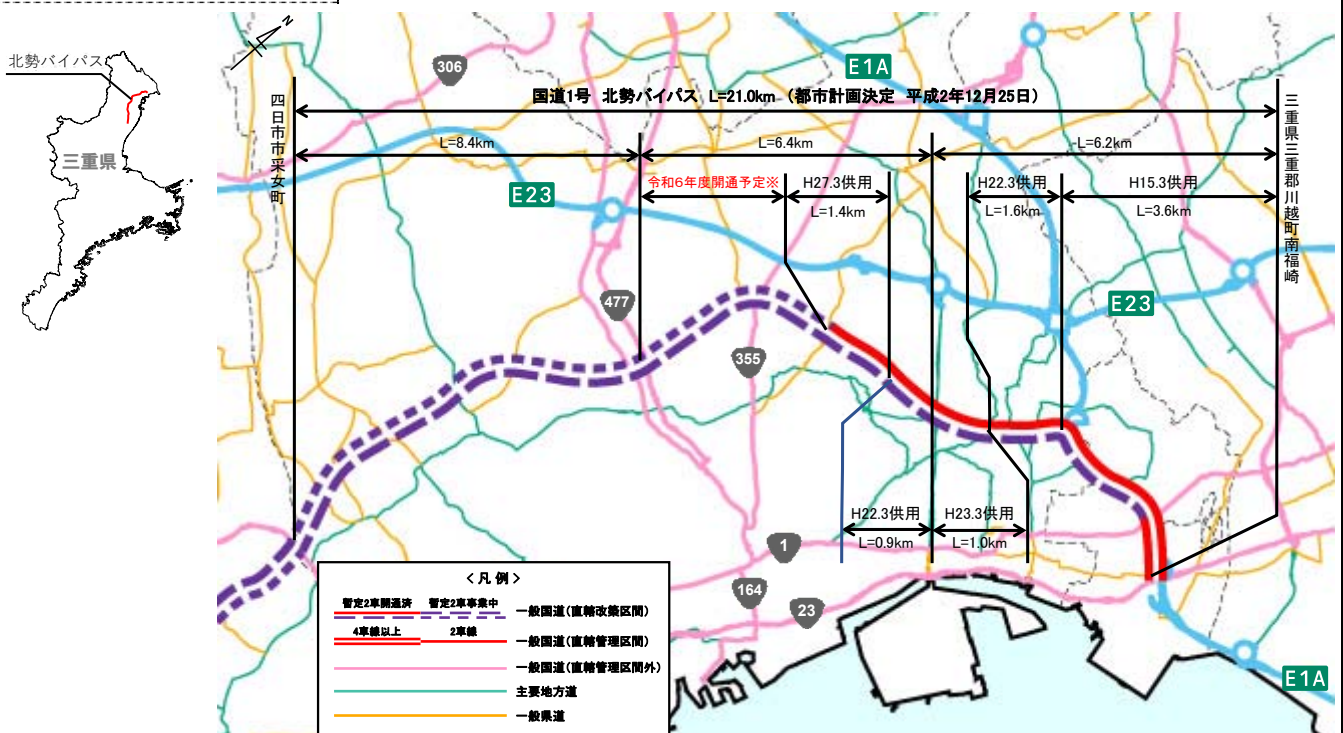 北勢バイパス
三重県
N
306
E1A
四日市市采女町
国道1号 北勢バイパス L=21.0km (都市計画決定 平成2年12月25日)
三重県三重郡川越町南福崎
L=8.4km
L=6.4km
L=6.2km
令和6年度開通予定※
H27.3供用
H22.3供用
H15.3供用
L=1.4km
L=1.6km
L=3.6km
E23
E23
477
355
H22.3供用
H23.3供用
L=0.9km
L=1.0km
1
164
23
E1A
<凡例>
暫定2車開通済
暫定2車事業中
一般国道(直轄改築区間)
4車線以上
2車線
一般国道(直轄管理区間)
一般国道(直轄管理区間外)
主要地方道
一般県道